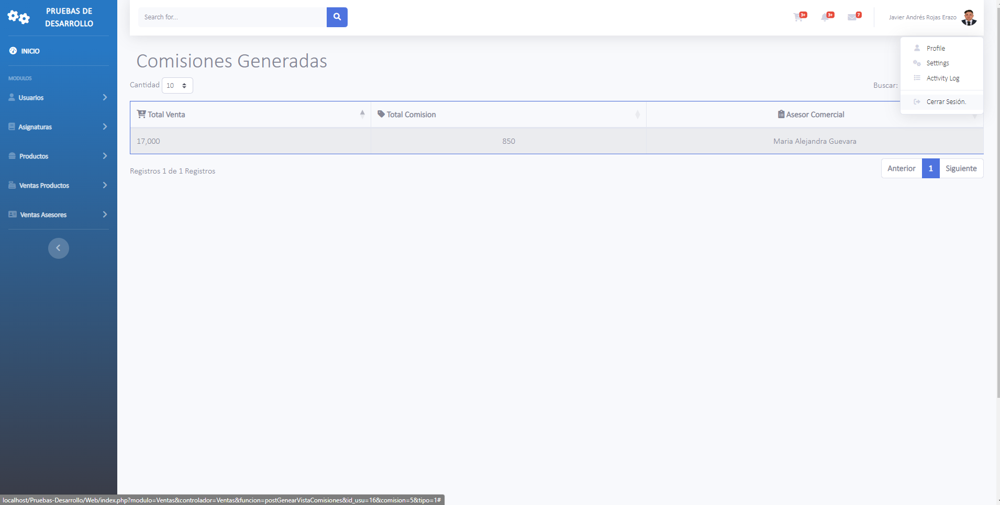 PRUEBAS DE
DESARROLLO
INICIO
MODULOS
Usuarios
Asignaturas
Productos
Ventas Productos
Ventas Asesores
Search for...
3+
3+
7
Javier Andrés Rojas Erazo
Profile
Settings
Activity Log
Cerrar Sesión.
Comisiones Generadas
Cantidad 10
Buscar:
Total Venta Total Comision Asesor Comercial
17,000 850 Maria Alejandra Guevara
Registros 1 de 1 Registros
Anterior 1 Siguiente
localhost/Pruebas-Desarrollo/Web/index.php?modulo=Ventas&controlador=Ventas&funcion=postGenearVistaComisiones&id_usu=16&comision=5&tipo=1#